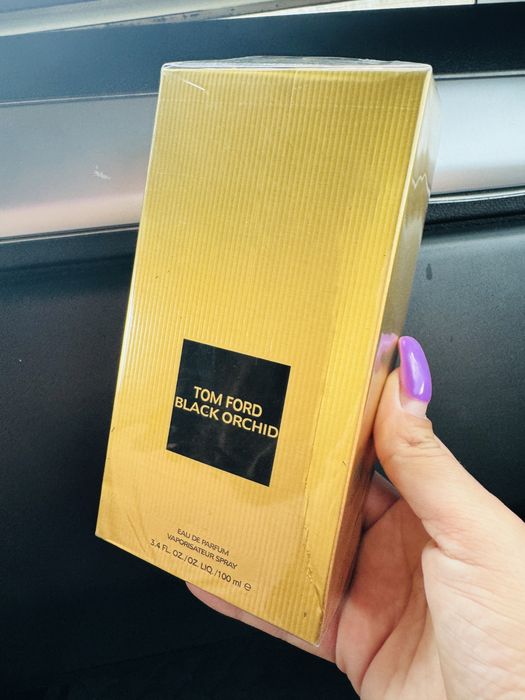 TOM FORD
BLACK ORCHID
EAU DE PARFUM
VAPORISATEUR SPRAY
3.4 FL. OZ./OZ. LIQ./100 ml ℮